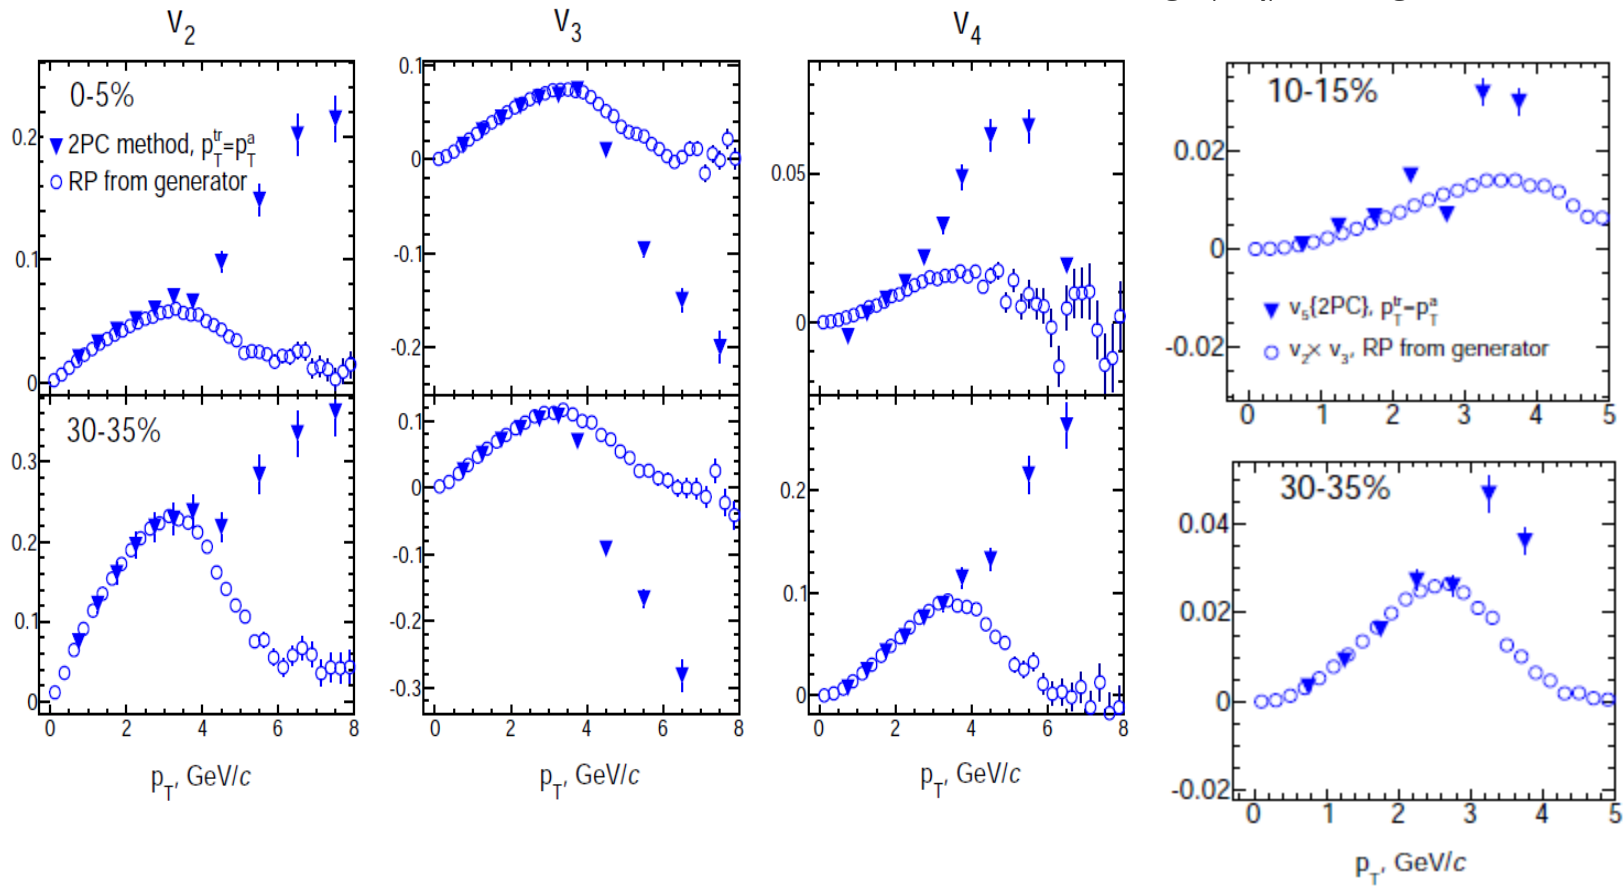 V2
V3
V4
0-5%
2PC method, pTtr=pTa
RP from generator
0.2
0.1
0
30-35%
0.3
0.2
0.1
0
0 2 4 6 8
pT, GeV/c
0.1
0
-0.1
-0.2
0.1
0
-0.1
-0.2
-0.3
0 2 4 6 8
pT, GeV/c
0.05
0
0.2
0.1
0
0 2 4 6 8
pT, GeV/c
10-15%
0.02
0
-0.02
v5{2PC}, pTtr=pTa
v2× v3, RP from generator
0 1 2 3 4 5
30-35%
0.04
0.02
0
-0.02
0 1 2 3 4 5
pT, GeV/c